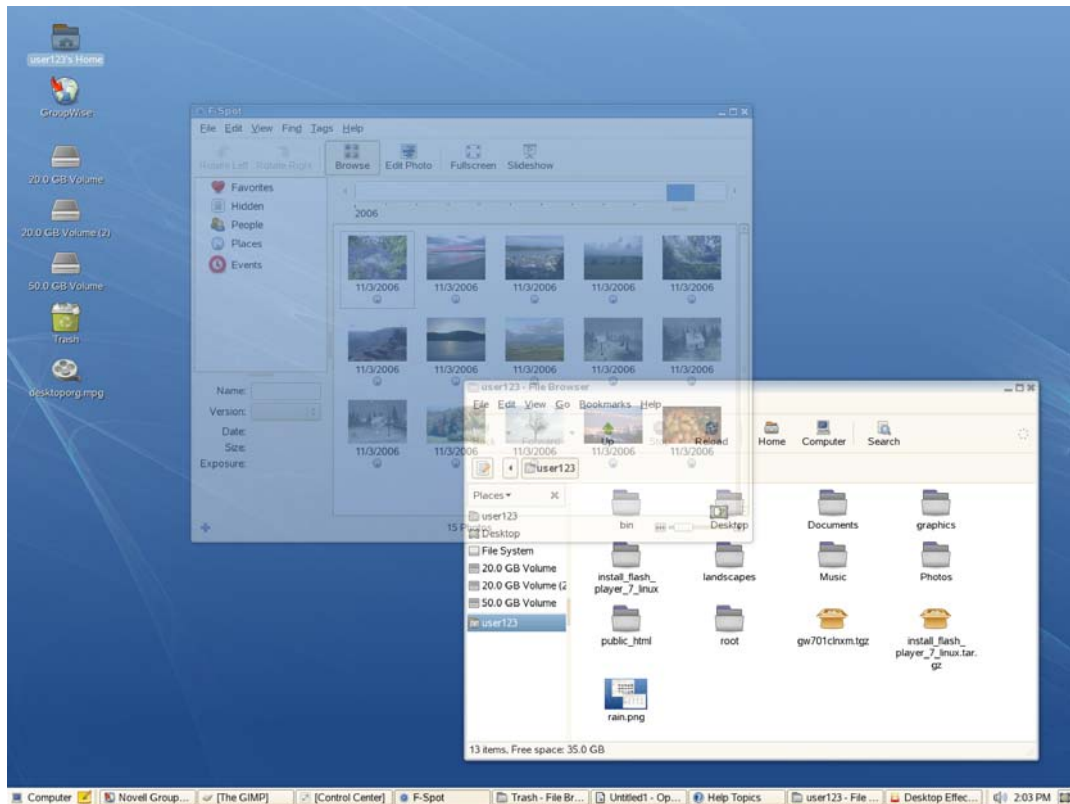 user123's Home
GroupWise
20.0 GB Volume
20.0 GB Volume (2)
50.0 GB Volume
Trash
desktoporg.mpg
F-Spot
File Edit View Find Tags Help
Rotate Left Rotate Right Browse Edit Photo Fullscreen Slideshow
Favorites
Hidden
People
Places
Events
2006
11/3/2006 11/3/2006 11/3/2006 11/3/2006 11/3/2006
11/3/2006 11/3/2006 11/3/2006 11/3/2006 11/3/2006
11/3/2006 11/3/2006 11/3/2006 11/3/2006 11/3/2006
Name:
Version:
Date:
Size:
Exposure:
15 Photos
user123 - File Browser
File Edit View Go Bookmarks Help
Back Forward Up Stop Reload Home Computer Search
user123
Places
user123
Desktop
File System
20.0 GB Volume
20.0 GB Volume (2
50.0 GB Volume
user123
bin Desktop Documents graphics
install_flash_player_7_linux landscapes Music Photos
public_html root gw701clnxm.tgz install_flash_player_7_linux.tar.gz
rain.png
13 items, Free space: 35.0 GB
Computer Novell Group... [The GIMP] [Control Center] F-Spot Trash - File Br... Untitled1 - Op... Help Topics user123 - File ... Desktop Effec... 2:03 PM